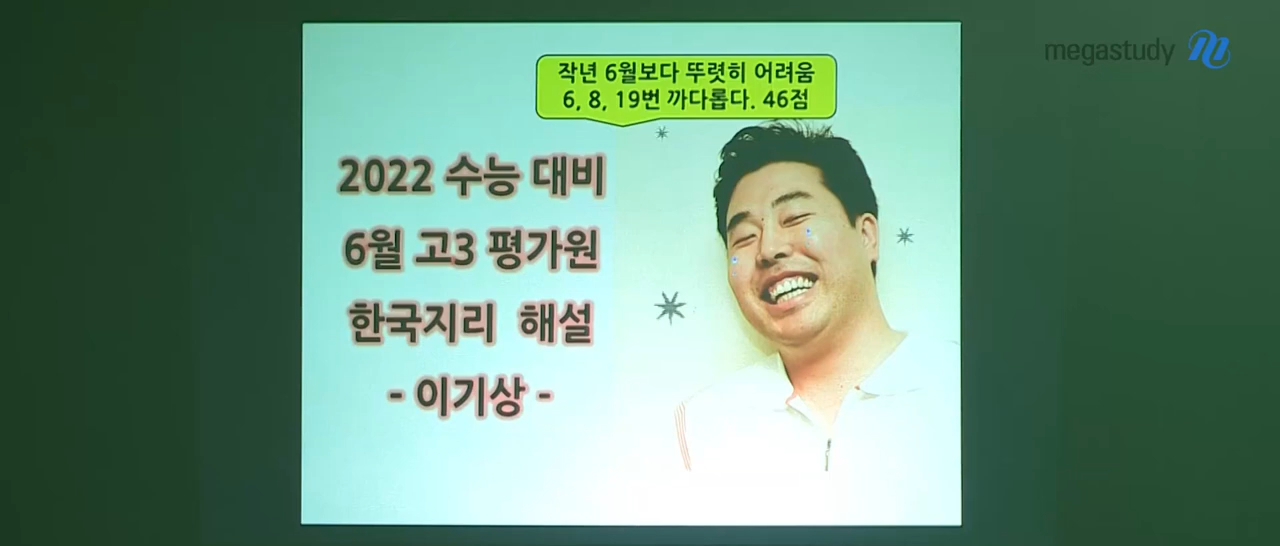 megastudy
작년 6월보다 뚜렷히 어려움
6, 8, 19번 까다롭다. 46점
2022 수능 대비
6월 고3 평가원
한국지리 해설
- 이기상 -